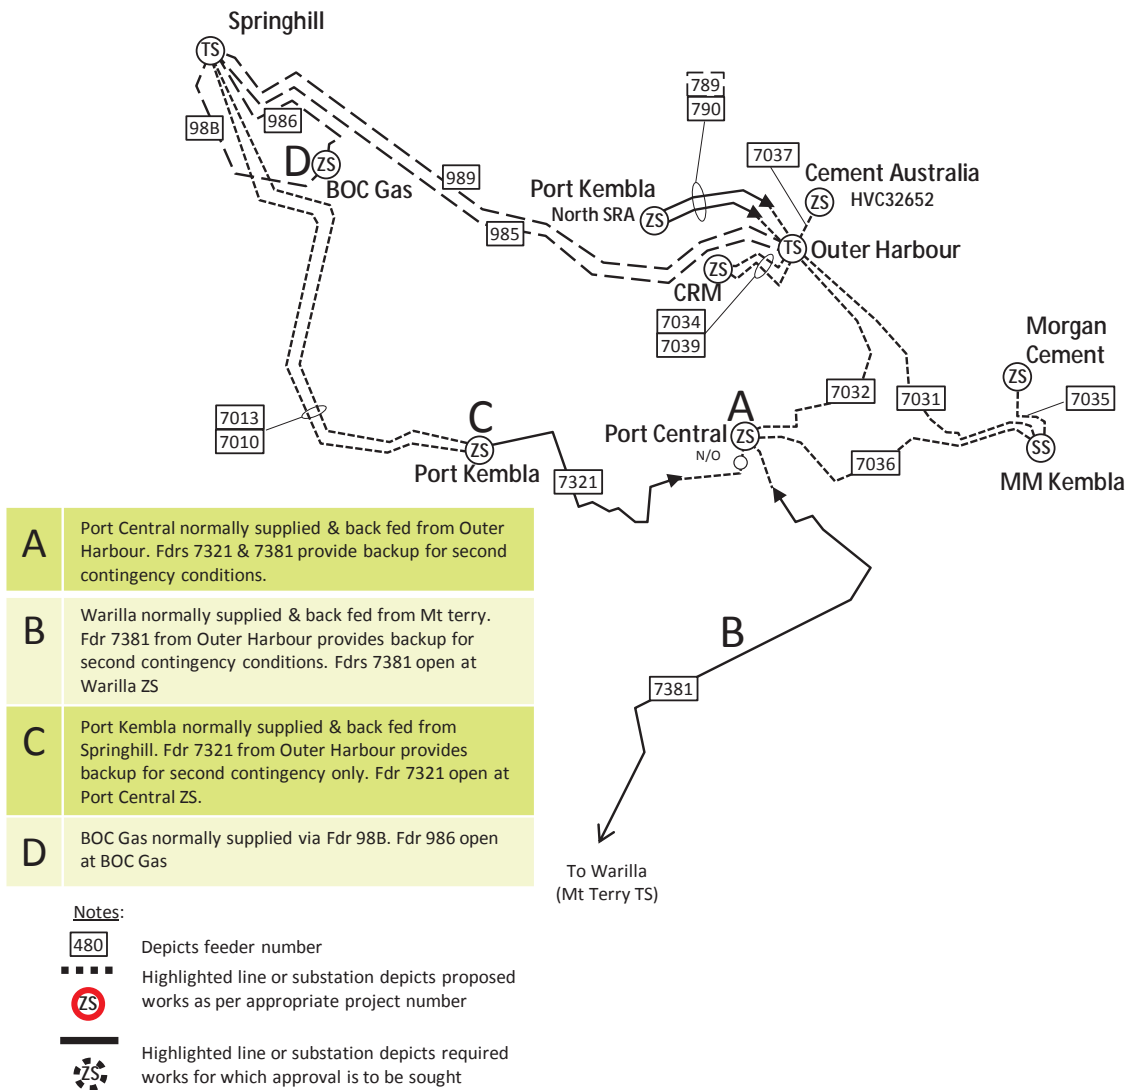 Springhill
TS
98B
986
D
ZS
BOC Gas
989
985
789
790
7037
Port Kembla
North SRA
ZS
Cement Australia
ZS
HVC32652
TS
Outer Harbour
ZS
CRM
7034
7039
Morgan
Cement
ZS
7032
7031
7035
7013
7010
C
ZS
Port Kembla
A
Port Central
ZS
N/O
7036
SS
MM Kembla
7321
B
7381
To Warilla
(Mt Terry TS)
A
Port Central normally supplied & back fed from Outer
Harbour. Fdrs 7321 & 7381 provide backup for second
contingency conditions.
B
Warilla normally supplied & back fed from Mt terry.
Fdr 7381 from Outer Harbour provides backup for
second contingency conditions. Fdrs 7381 open at
Warilla ZS
C
Port Kembla normally supplied & back fed from
Springhill. Fdr 7321 from Outer Harbour provides
backup for second contingency only. Fdr 7321 open at
Port Central ZS.
D
BOC Gas normally supplied via Fdr 98B. Fdr 986 open
at BOC Gas
Notes:
480
Depicts feeder number
Highlighted line or substation depicts proposed
ZS
works as per appropriate project number
Highlighted line or substation depicts required
ZS
works for which approval is to be sought